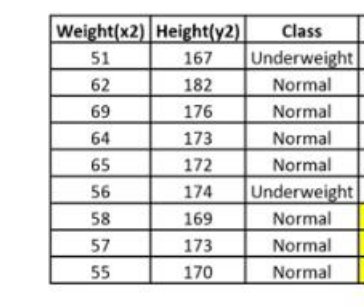 Weight(x2) Height(y2) Class
51 167 Underweight
62 182 Normal
69 176 Normal
64 173 Normal
65 172 Normal
56 174 Underweight
58 169 Normal
57 173 Normal
55 170 Normal